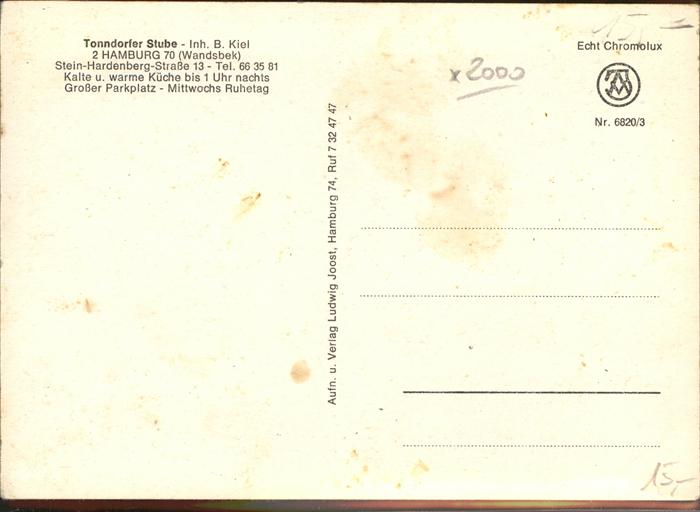 Tonndorfer Stube - Inh. B. Kiel
2 HAMBURG 70 (Wandsbek)
Stein-Hardenberg-Straße 13 - Tel. 66 35 81
Kalte u. warme Küche bis 1 Uhr nachts
Großer Parkplatz - Mittwochs Ruhetag
Aufn. u. Verlag Ludwig Joost, Hamburg 74, Ruf 7 32 47 47
x 2000
15,-
Echt Chromolux
Nr. 6820/3
15,-